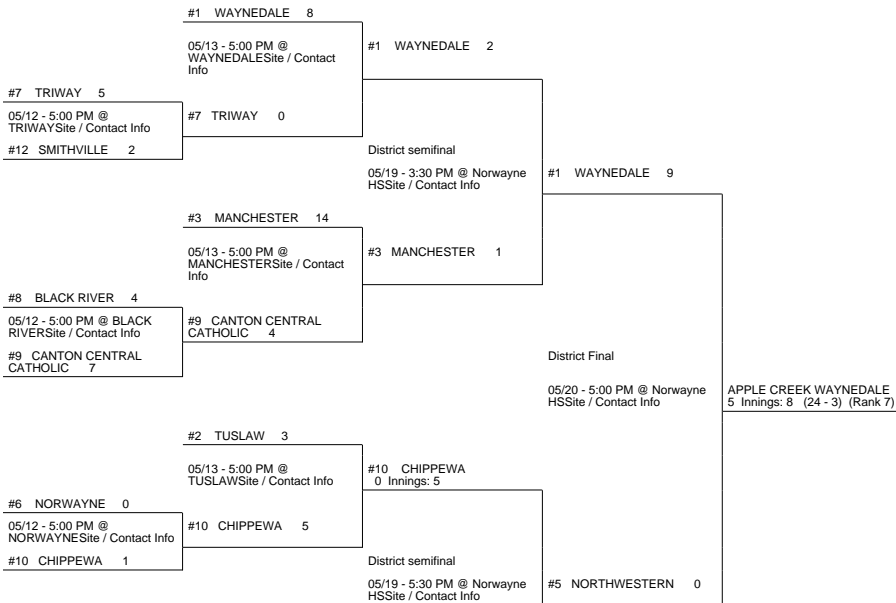 #1 WAYNEDALE 8
05/13 - 5:00 PM @
WAYNEDALESite / Contact
Info
#1 WAYNEDALE 2
#7 TRIWAY 5
05/12 - 5:00 PM @
TRIWAYSite / Contact Info
#7 TRIWAY 0
#12 SMITHVILLE 2
District semifinal
05/19 - 3:30 PM @ Norwayne
HSSite / Contact Info
#1 WAYNEDALE 9
#3 MANCHESTER 14
05/13 - 5:00 PM @
MANCHESTERSite / Contact
Info
#3 MANCHESTER 1
#8 BLACK RIVER 4
05/12 - 5:00 PM @ BLACK
RIVERSite / Contact Info
#9 CANTON CENTRAL
CATHOLIC 4
#9 CANTON CENTRAL
CATHOLIC 7
District Final
05/20 - 5:00 PM @ Norwayne
HSSite / Contact Info
APPLE CREEK WAYNEDALE
5 Innings: 8 (24 - 3) (Rank 7)
#2 TUSLAW 3
05/13 - 5:00 PM @
TUSLAWSite / Contact Info
#10 CHIPPEWA
0 Innings: 5
#6 NORWAYNE 0
05/12 - 5:00 PM @
NORWAYNESite / Contact Info
#10 CHIPPEWA 5
#10 CHIPPEWA 1
District semifinal
05/19 - 5:30 PM @ Norwayne
HSSite / Contact Info
#5 NORTHWESTERN 0